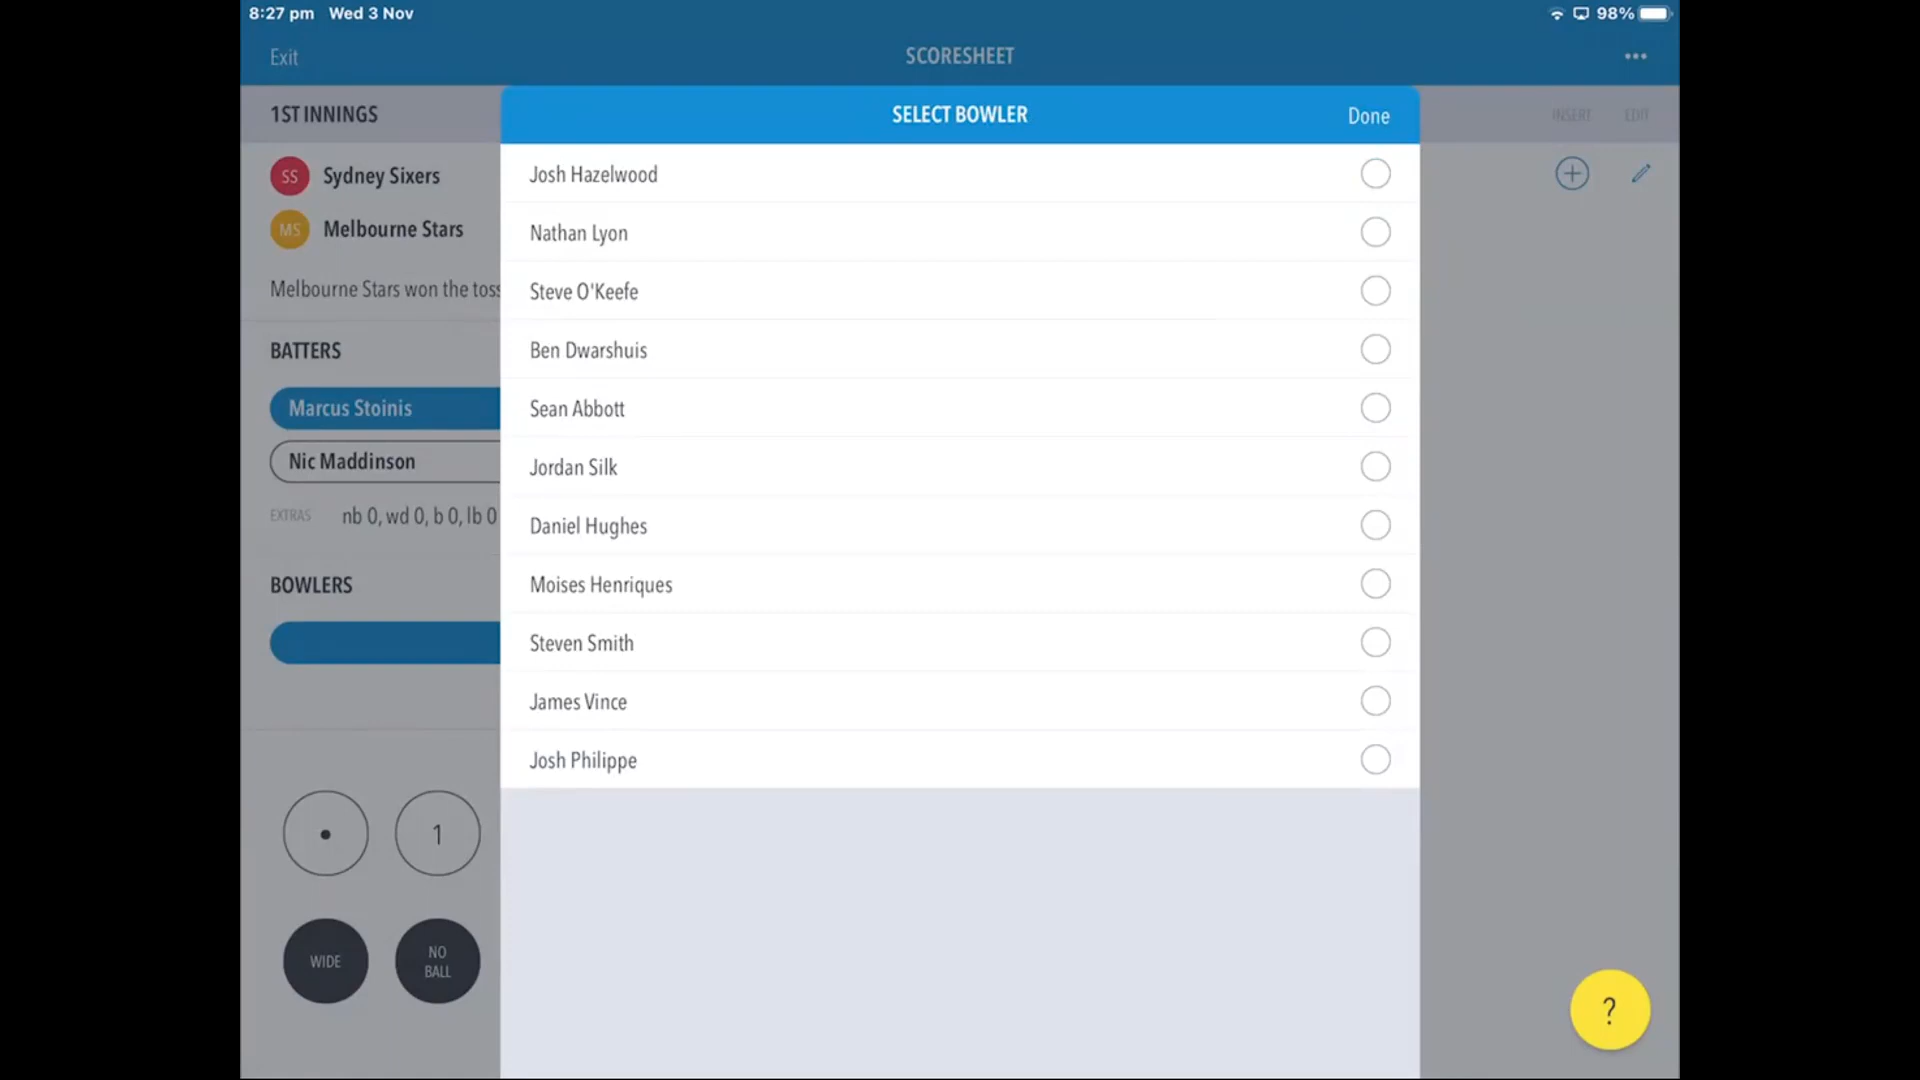 8:27 pm Wed 3 Nov
98%
Exit
SCORESHEET
1ST INNINGS
SELECT BOWLER
Done
INSERT
EDIT
SS Sydney Sixers
MS Melbourne Stars
Melbourne Stars won the toss
BATTERS
Marcus Stoinis
Nic Maddinson
EXTRAS nb 0, wd 0, b 0, lb 0
BOWLERS
•
1
WIDE
NO
BALL
Josh Hazelwood
Nathan Lyon
Steve O'Keefe
Ben Dwarshuis
Sean Abbott
Jordan Silk
Daniel Hughes
Moises Henriques
Steven Smith
James Vince
Josh Philippe
?